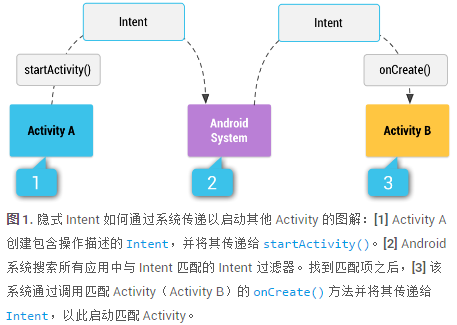 Intent
Intent
startActivity()
onCreate()
Activity A
Android
System
Activity B
1
2
3
图 1. 隐式 Intent 如何通过系统传递以启动其他 Activity 的图解：[1] Activity A
创建包含操作描述的 Intent，并将其传递给 startActivity()。[2] Android
系统搜索所有应用中与 Intent 匹配的 Intent 过滤器。找到匹配项之后，[3] 该
系统通过调用匹配 Activity（Activity B）的 onCreate() 方法并将其传递给
Intent，以此启动匹配 Activity。